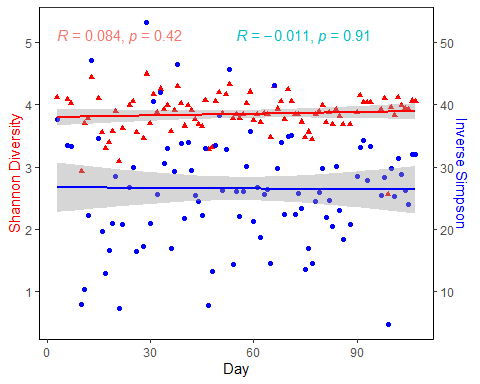 R = 0.084, p = 0.42 R = −0.011, p = 0.91
5 50
4 40
3 30
2 20
1 10
Shannon Diversity
Inverse Simpson
0 30 60 90
Day